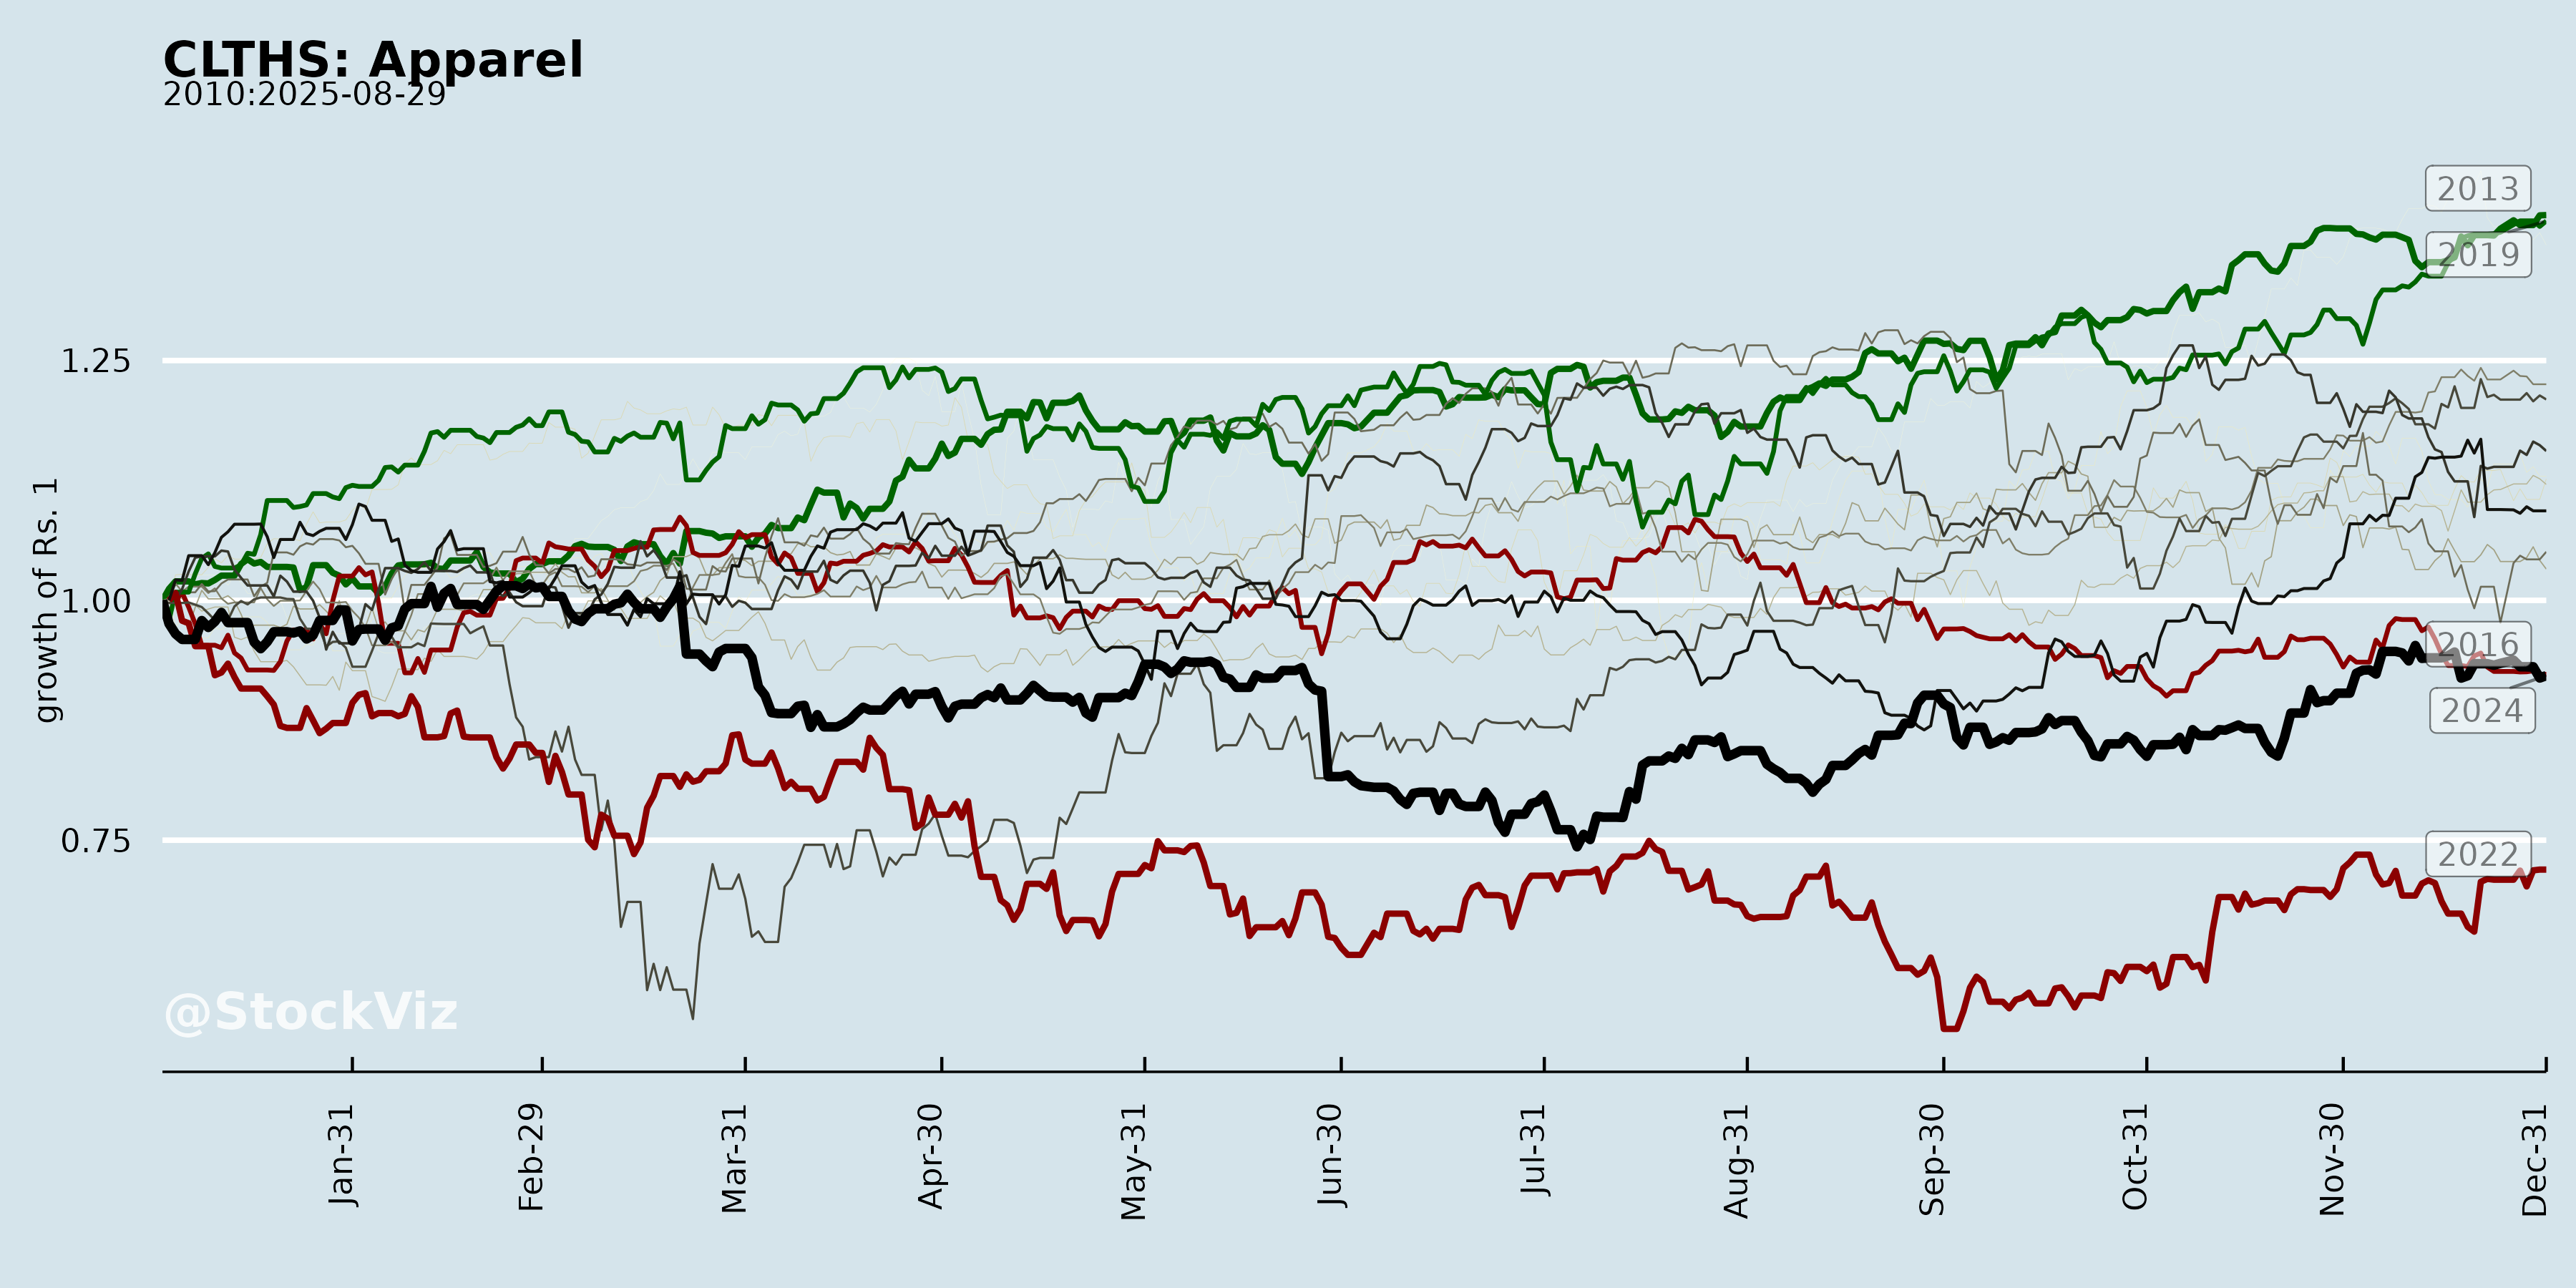 CLTHS: Apparel
2010:2025-08-29
growth of Rs. 1
1.25
1.00
0.75
2013
2019
2016
2024
2022
@StockViz
Jan-31
Feb-29
Mar-31
Apr-30
May-31
Jun-30
Jul-31
Aug-31
Sep-30
Oct-31
Nov-30
Dec-31